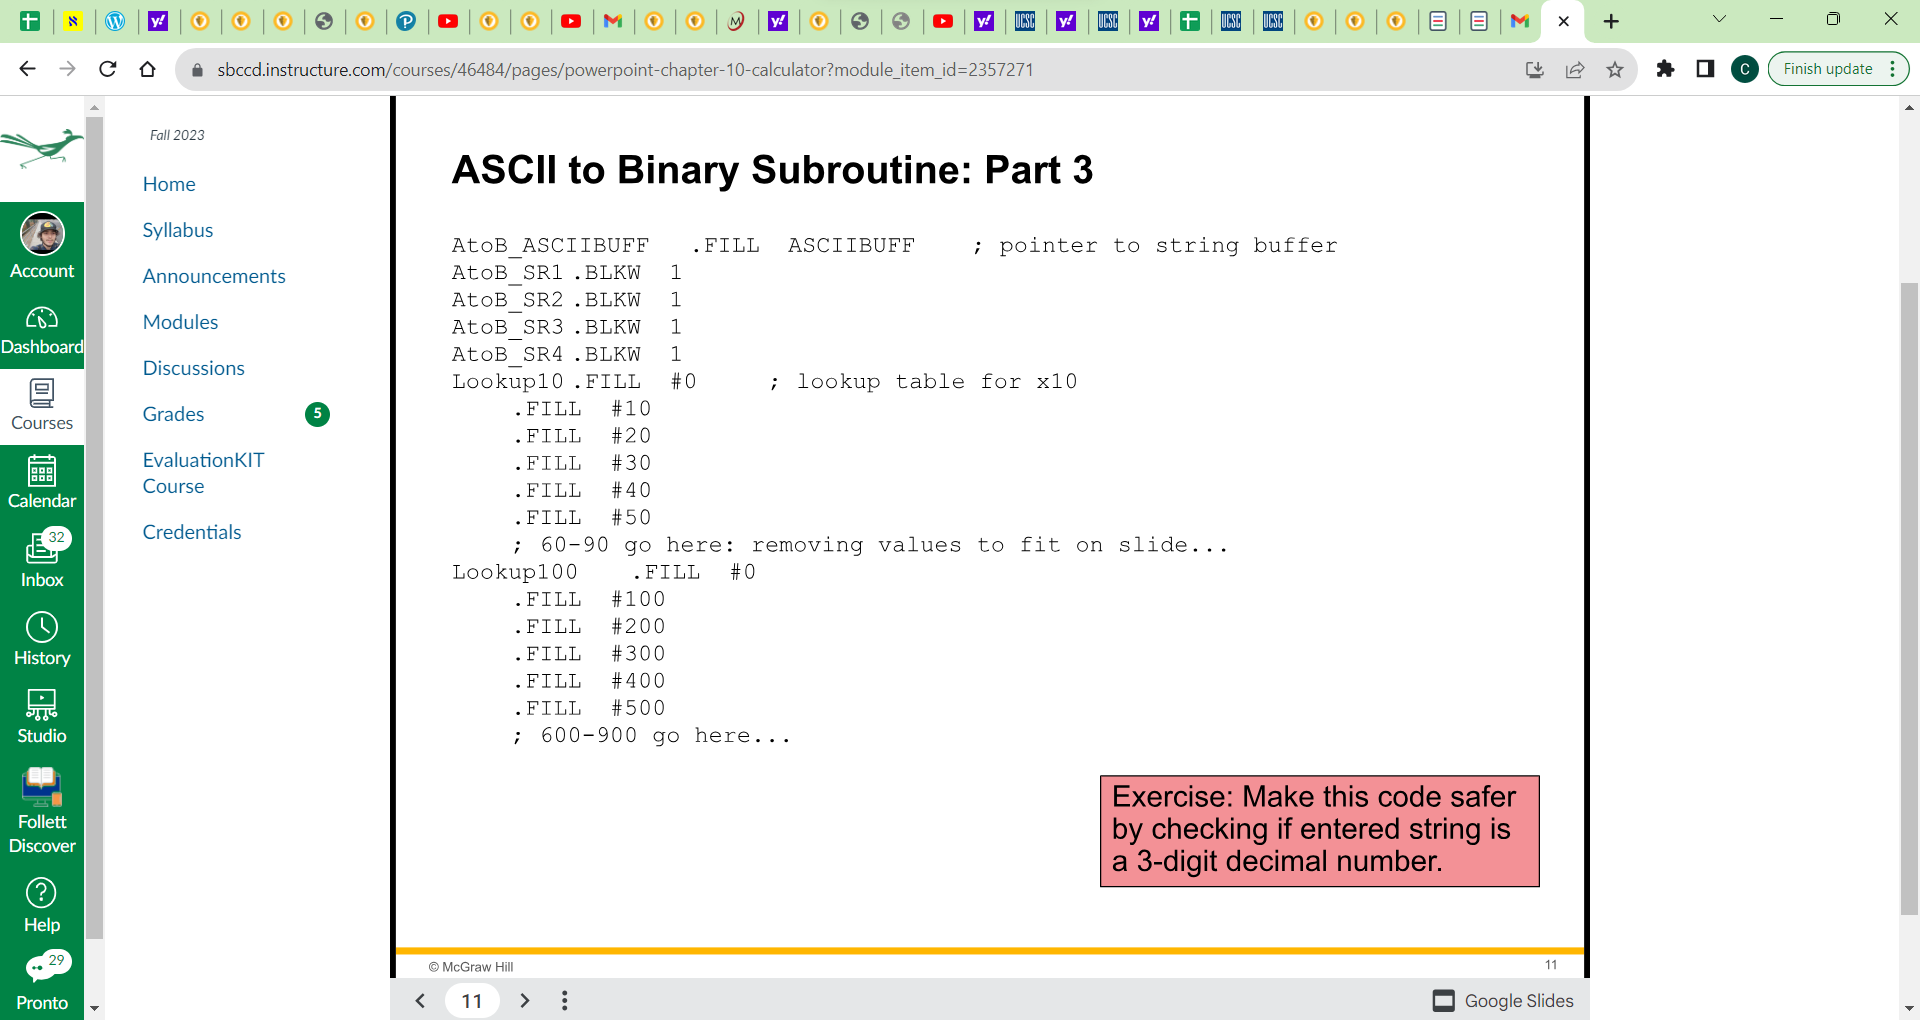 sbccd.instructure.com/courses/46484/pages/powerpoint-chapter-10-calculator?module_item_id=2357271
C
Finish update
Account
Dashboard
Courses
Calendar
32
Inbox
History
Studio
Follett
Discover
Help
29
Pronto
Fall 2023
Home
Syllabus
Announcements
Modules
Discussions
Grades 5
EvaluationKIT
Course
Credentials
ASCII to Binary Subroutine: Part 3
AtoB_ASCIIBUFF .FILL ASCIIBUFF ; pointer to string buffer
AtoB_SR1 .BLKW 1
AtoB_SR2 .BLKW 1
AtoB_SR3 .BLKW 1
AtoB_SR4 .BLKW 1
Lookup10 .FILL #0 ; lookup table for x10
.FILL #10
.FILL #20
.FILL #30
.FILL #40
.FILL #50
; 60-90 go here: removing values to fit on slide...
Lookup100 .FILL #0
.FILL #100
.FILL #200
.FILL #300
.FILL #400
.FILL #500
; 600-900 go here...
Exercise: Make this code safer
by checking if entered string is
a 3-digit decimal number.
© McGraw Hill
11
11
Google Slides